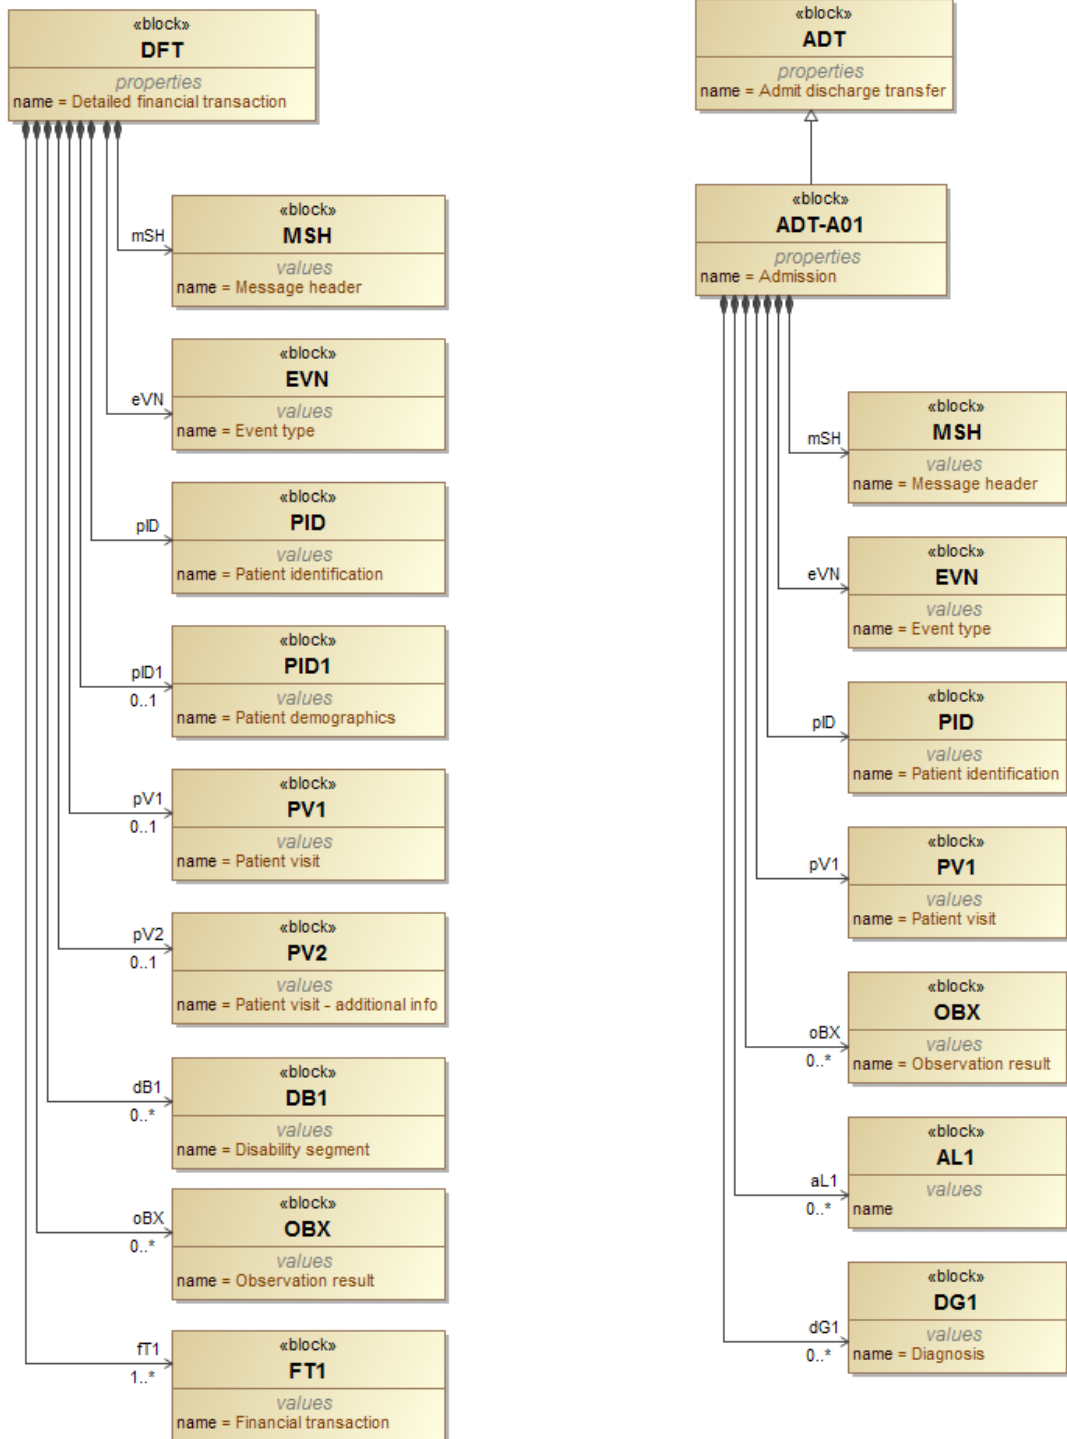 «block»
DFT
properties
name = Detailed financial transaction
mSH
«block»
MSH
values
name = Message header
eVN
«block»
EVN
values
name = Event type
pID
«block»
PID
values
name = Patient identification
pID1
0..1
«block»
PID1
values
name = Patient demographics
pV1
0..1
«block»
PV1
values
name = Patient visit
pV2
0..1
«block»
PV2
values
name = Patient visit - additional info
dB1
0..*
«block»
DB1
values
name = Disability segment
oBX
0..*
«block»
OBX
values
name = Observation result
fT1
1..*
«block»
FT1
values
name = Financial transaction
«block»
ADT
properties
name = Admit discharge transfer
«block»
ADT-A01
properties
name = Admission
mSH
«block»
MSH
values
name = Message header
eVN
«block»
EVN
values
name = Event type
pID
«block»
PID
values
name = Patient identification
pV1
«block»
PV1
values
name = Patient visit
oBX
0..*
«block»
OBX
values
name = Observation result
aL1
0..*
«block»
AL1
values
name
dG1
0..*
«block»
DG1
values
name = Diagnosis